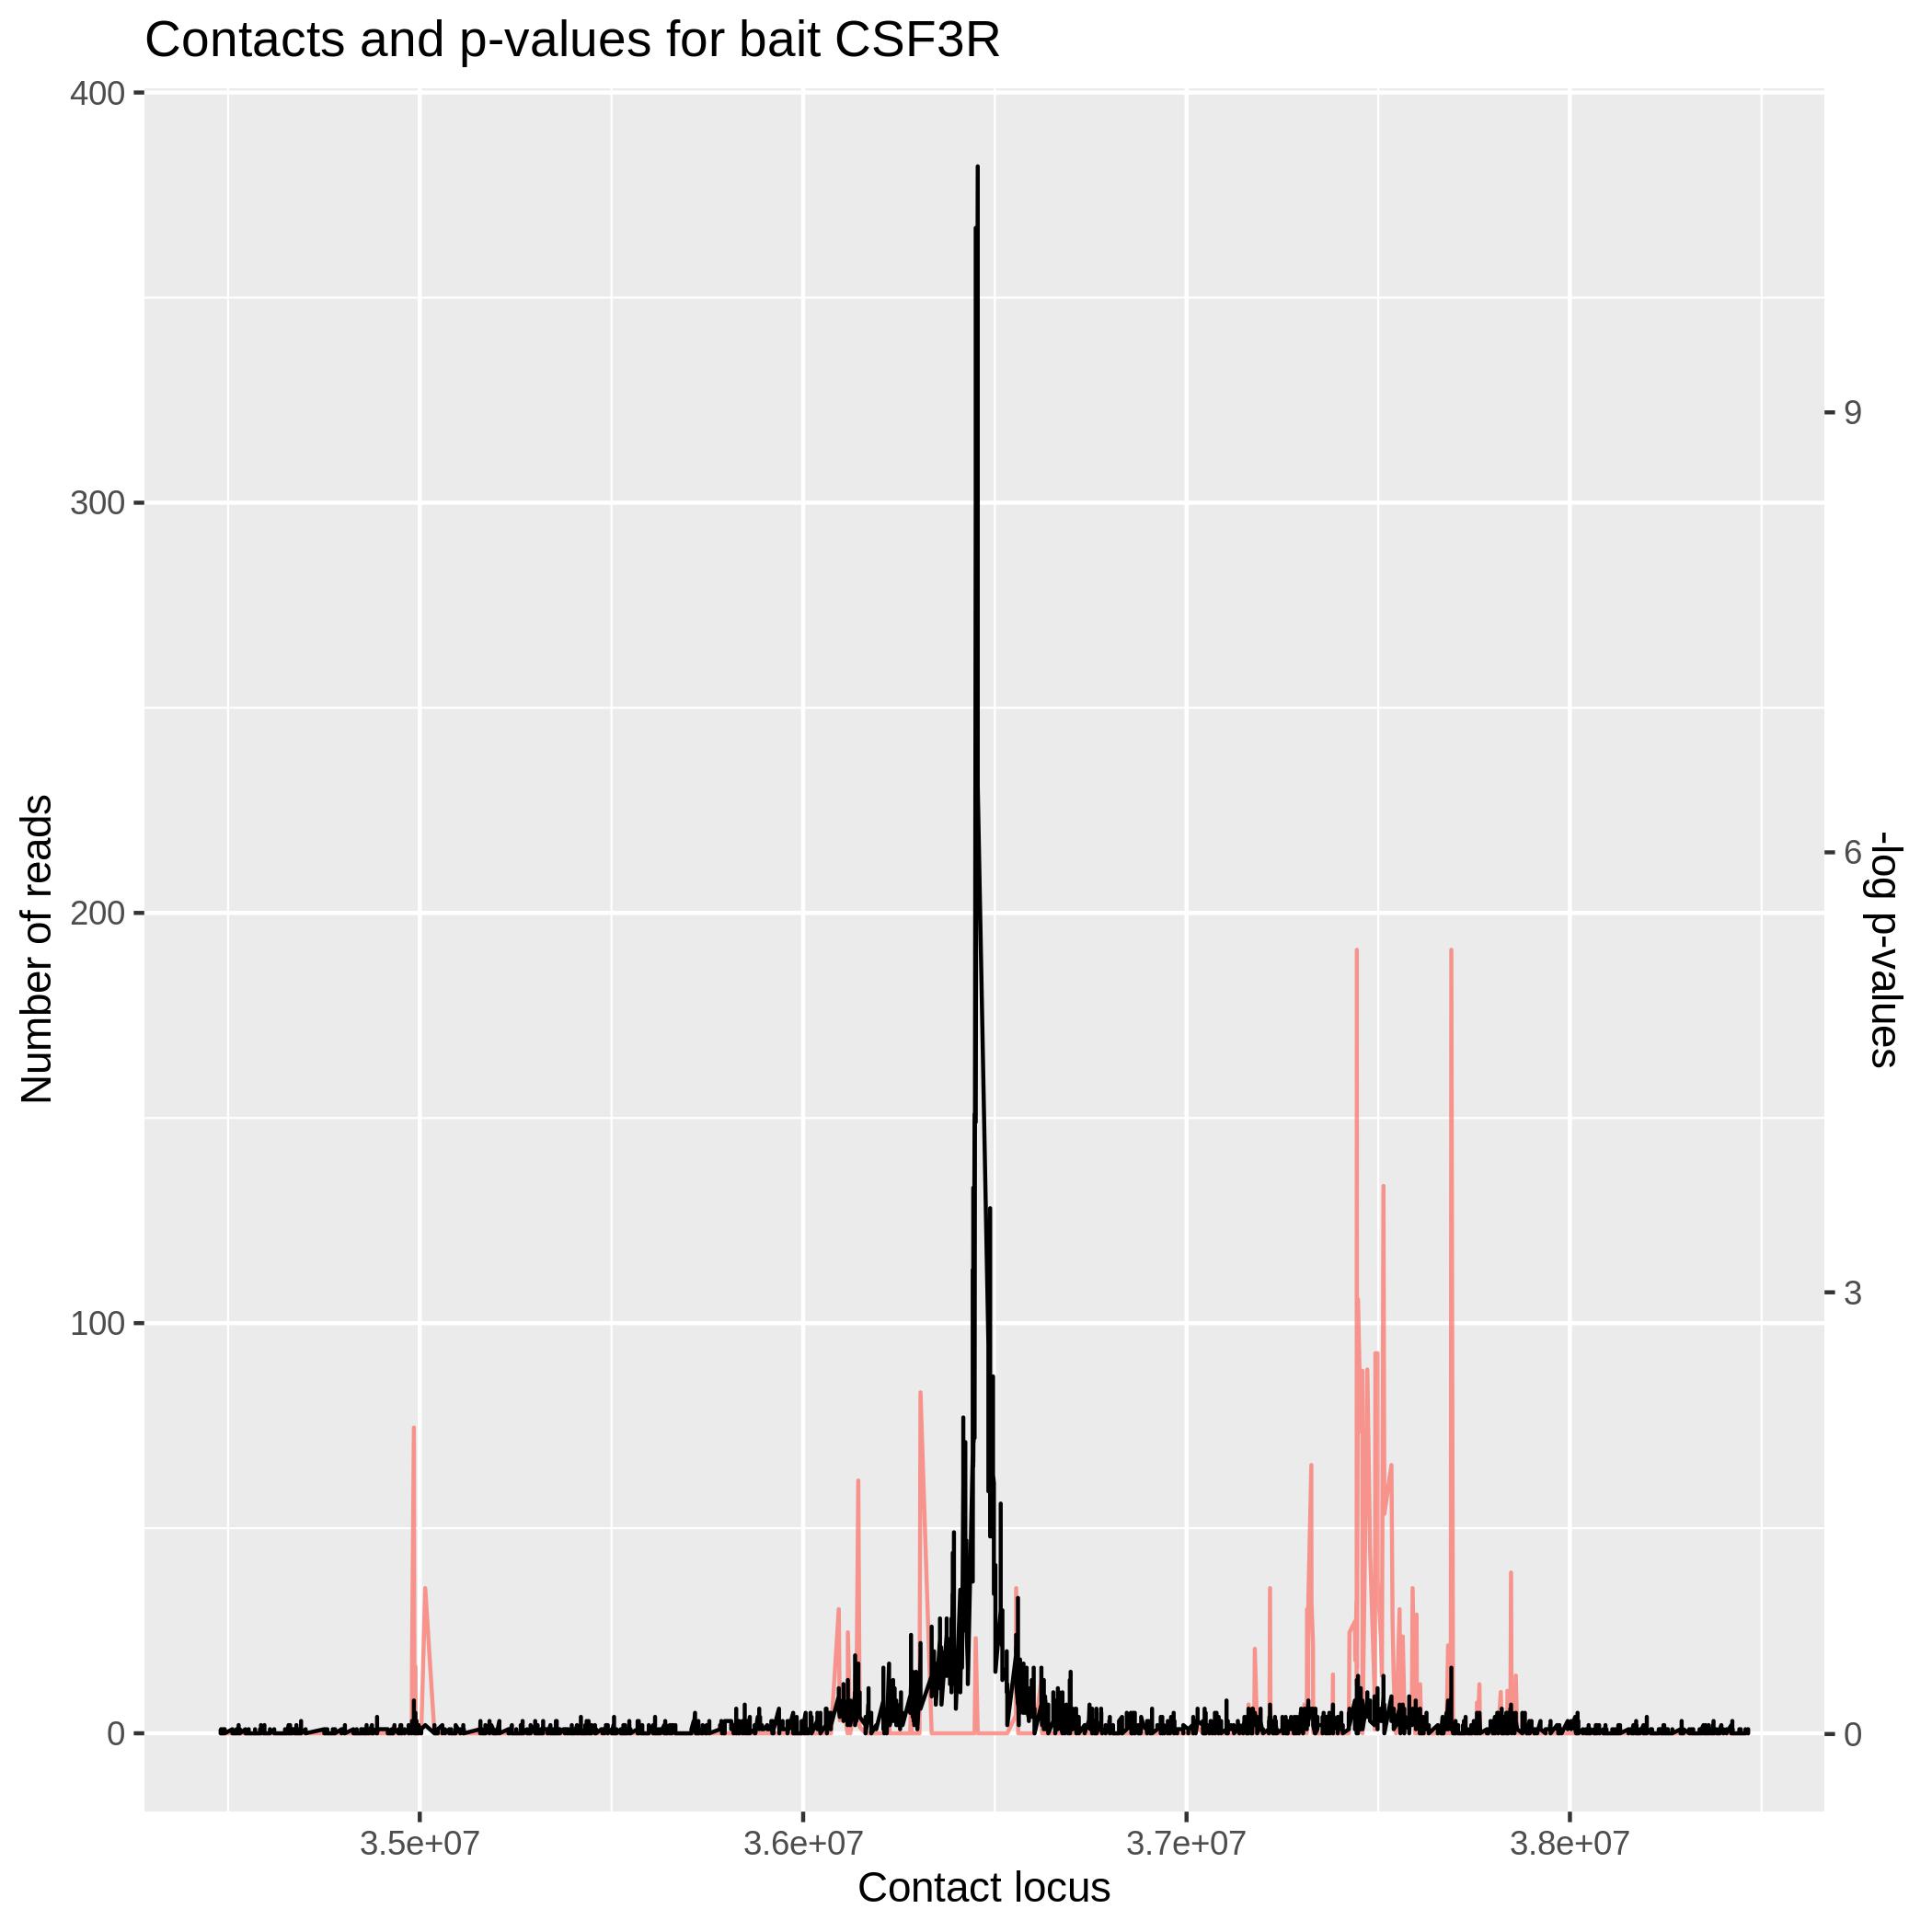 Contacts and p-values for bait CSF3R
400
300
200
100
0
Number of reads
9
6
3
0
-log p-values
3.5e+07
3.6e+07
3.7e+07
3.8e+07
Contact locus